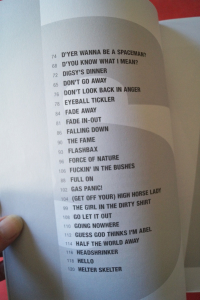 74 D'YER WANNA BE A SPACEMAN?
D'YOU KNOW WHAT I MEAN?
DIGSY'S DINNER
DON'T GO AWAY
DON'T LOOK BACK IN ANGER
EYEBALL TICKLER
FADE AWAY
FADE IN-OUT
FALLING DOWN
THE FAME
FLASHBAX
FORCE OF NATURE
FUCKIN' IN THE BUSHES
FULL ON
GAS PANIC!
(GET OFF YOUR) HIGH HORSE LADY
THE GIRL IN THE DIRTY SHIRT
GO LET IT OUT
GOING NOWHERE
GUESS GOD THINKS I'M ABEL
HALF THE WORLD AWAY
HEADSHRINKER
HELLO
HELTER SKELTER